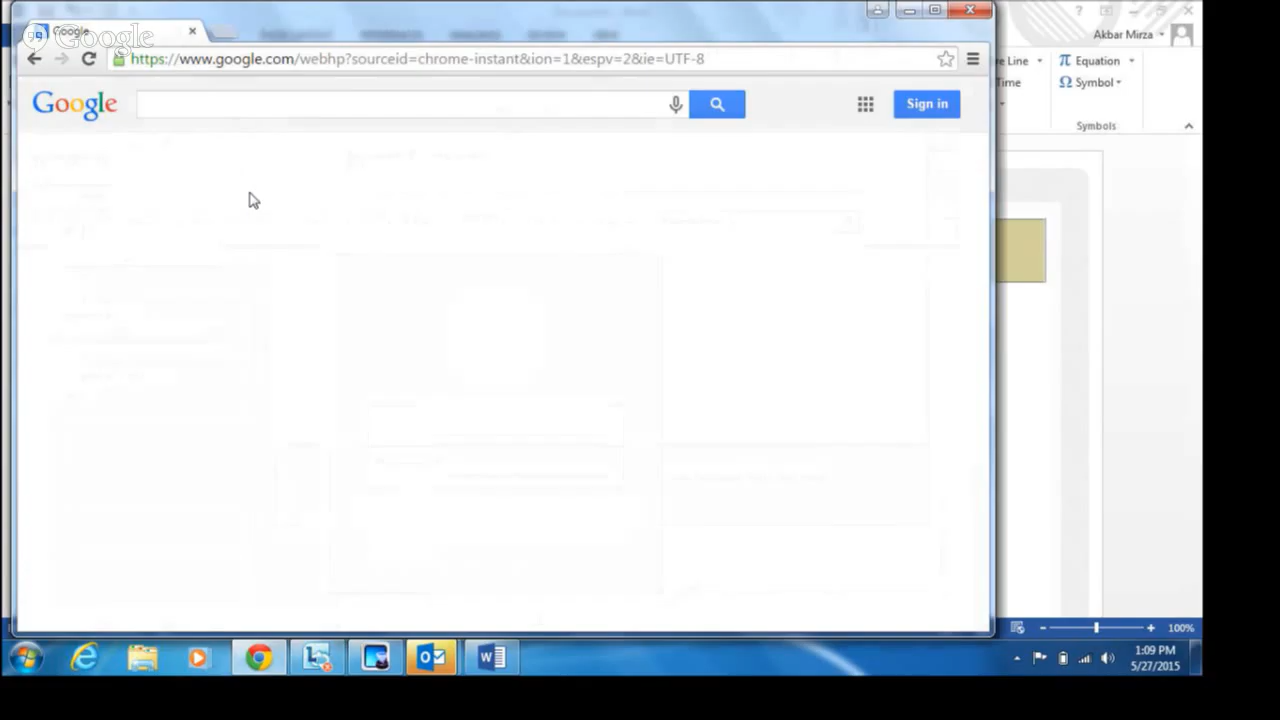 Google
Google
https://www.google.com/webhp?sourceid=chrome-instant&ion=1&espv=2&ie=UTF-8
Google
Sign in
Akbar Mirza
e Line
Equation
Time
Symbol
Symbols
100%
1:09 PM
5/27/2015